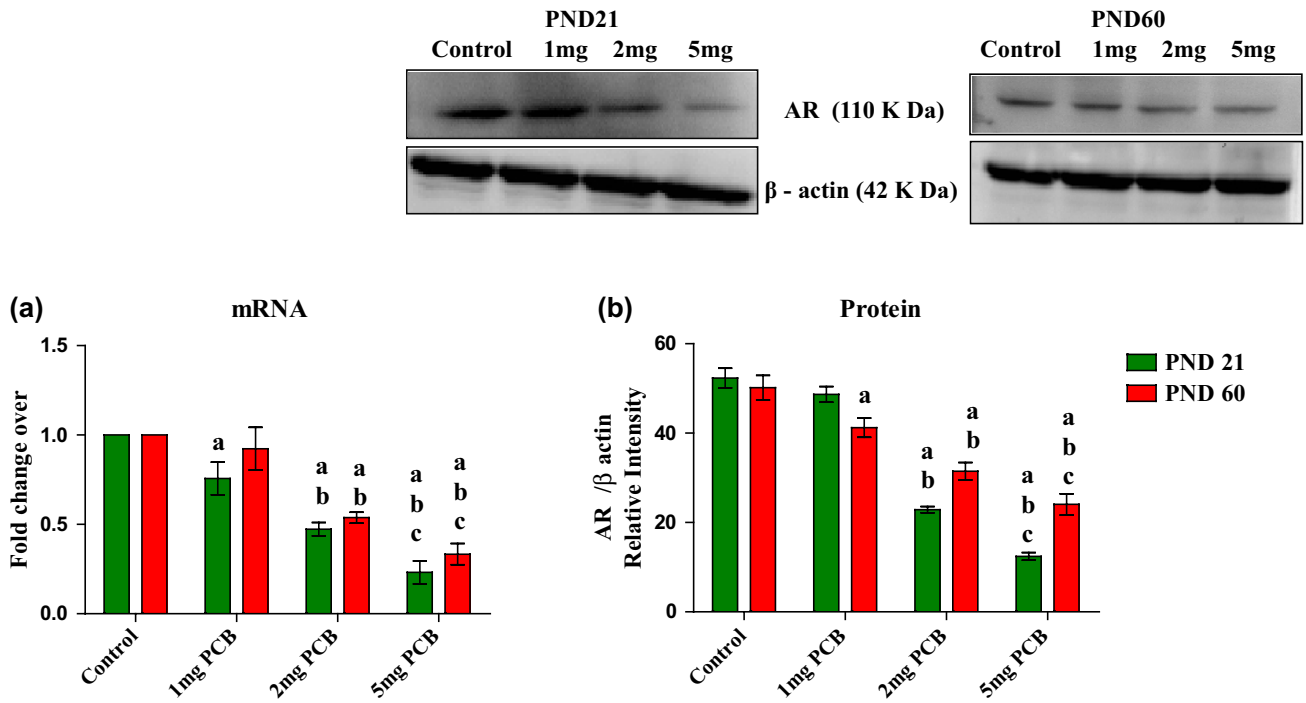 PND21
Control 1mg 2mg 5mg
PND60
Control 1mg 2mg 5mg
AR (110 K Da)
β - actin (42 K Da)
(a)
mRNA
Fold change over
1.5
1.0
0.5
0.0
a
a
b
a
b
a
b
c
a
b
c
Control
1mg PCB
2mg PCB
5mg PCB
(b)
Protein
AR /β actin
Relative Intensity
60
40
20
0
a
a
b
a
b
a
b
c
a
b
c
Control
1mg PCB
2mg PCB
5mg PCB
PND 21
PND 60